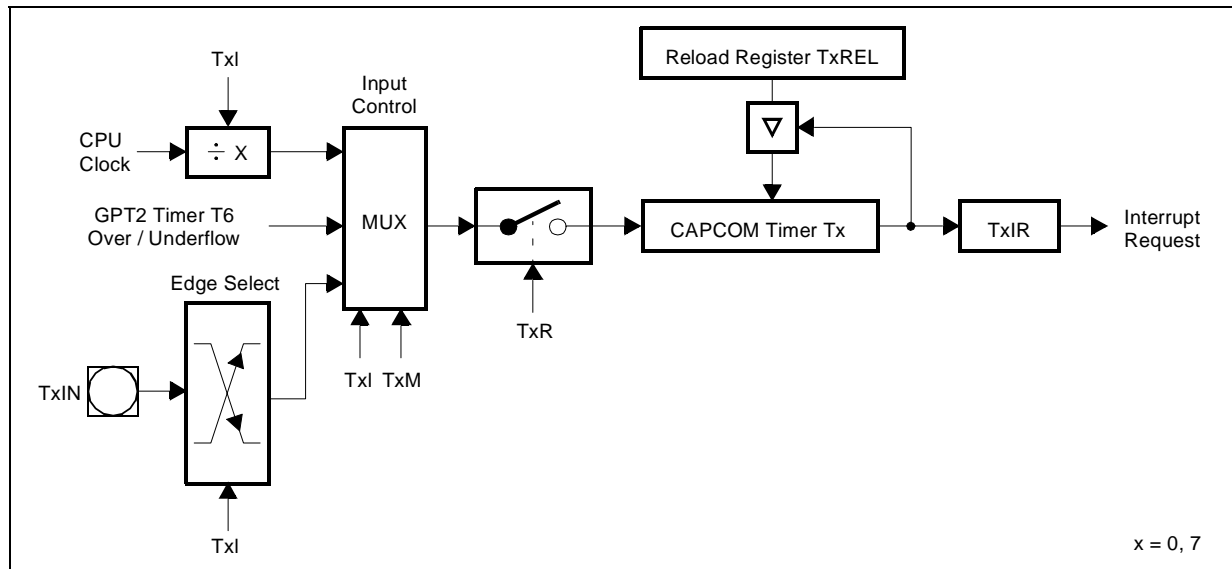 TxI
Input
Control
Reload Register TxREL
CPU
Clock
÷ X
∇
GPT2 Timer T6
Over / Underflow
MUX
CAPCOM Timer Tx
TxIR
Interrupt
Request
Edge Select
TxR
TxI TxM
TxIN
TxI
x = 0, 7